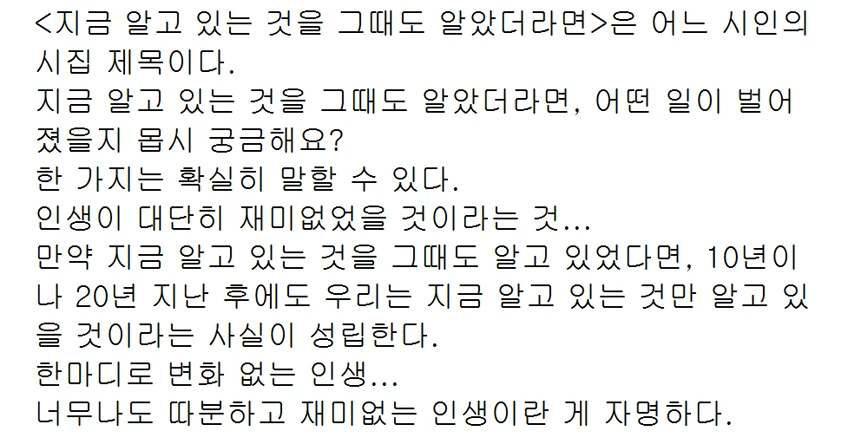 <지금 알고 있는 것을 그때도 알았더라면>은 어느 시인의
시집 제목이다.
지금 알고 있는 것을 그때도 알았더라면, 어떤 일이 벌어
졌을지 몹시 궁금해요?
한 가지는 확실히 말할 수 있다.
인생이 대단히 재미없었을 것이라는 것...
만약 지금 알고 있는 것을 그때도 알고 있었다면, 10년이
나 20년 지난 후에도 우리는 지금 알고 있는 것만 알고 있
을 것이라는 사실이 성립한다.
한마디로 변화 없는 인생...
너무나도 따분하고 재미없는 인생이란 게 자명하다.